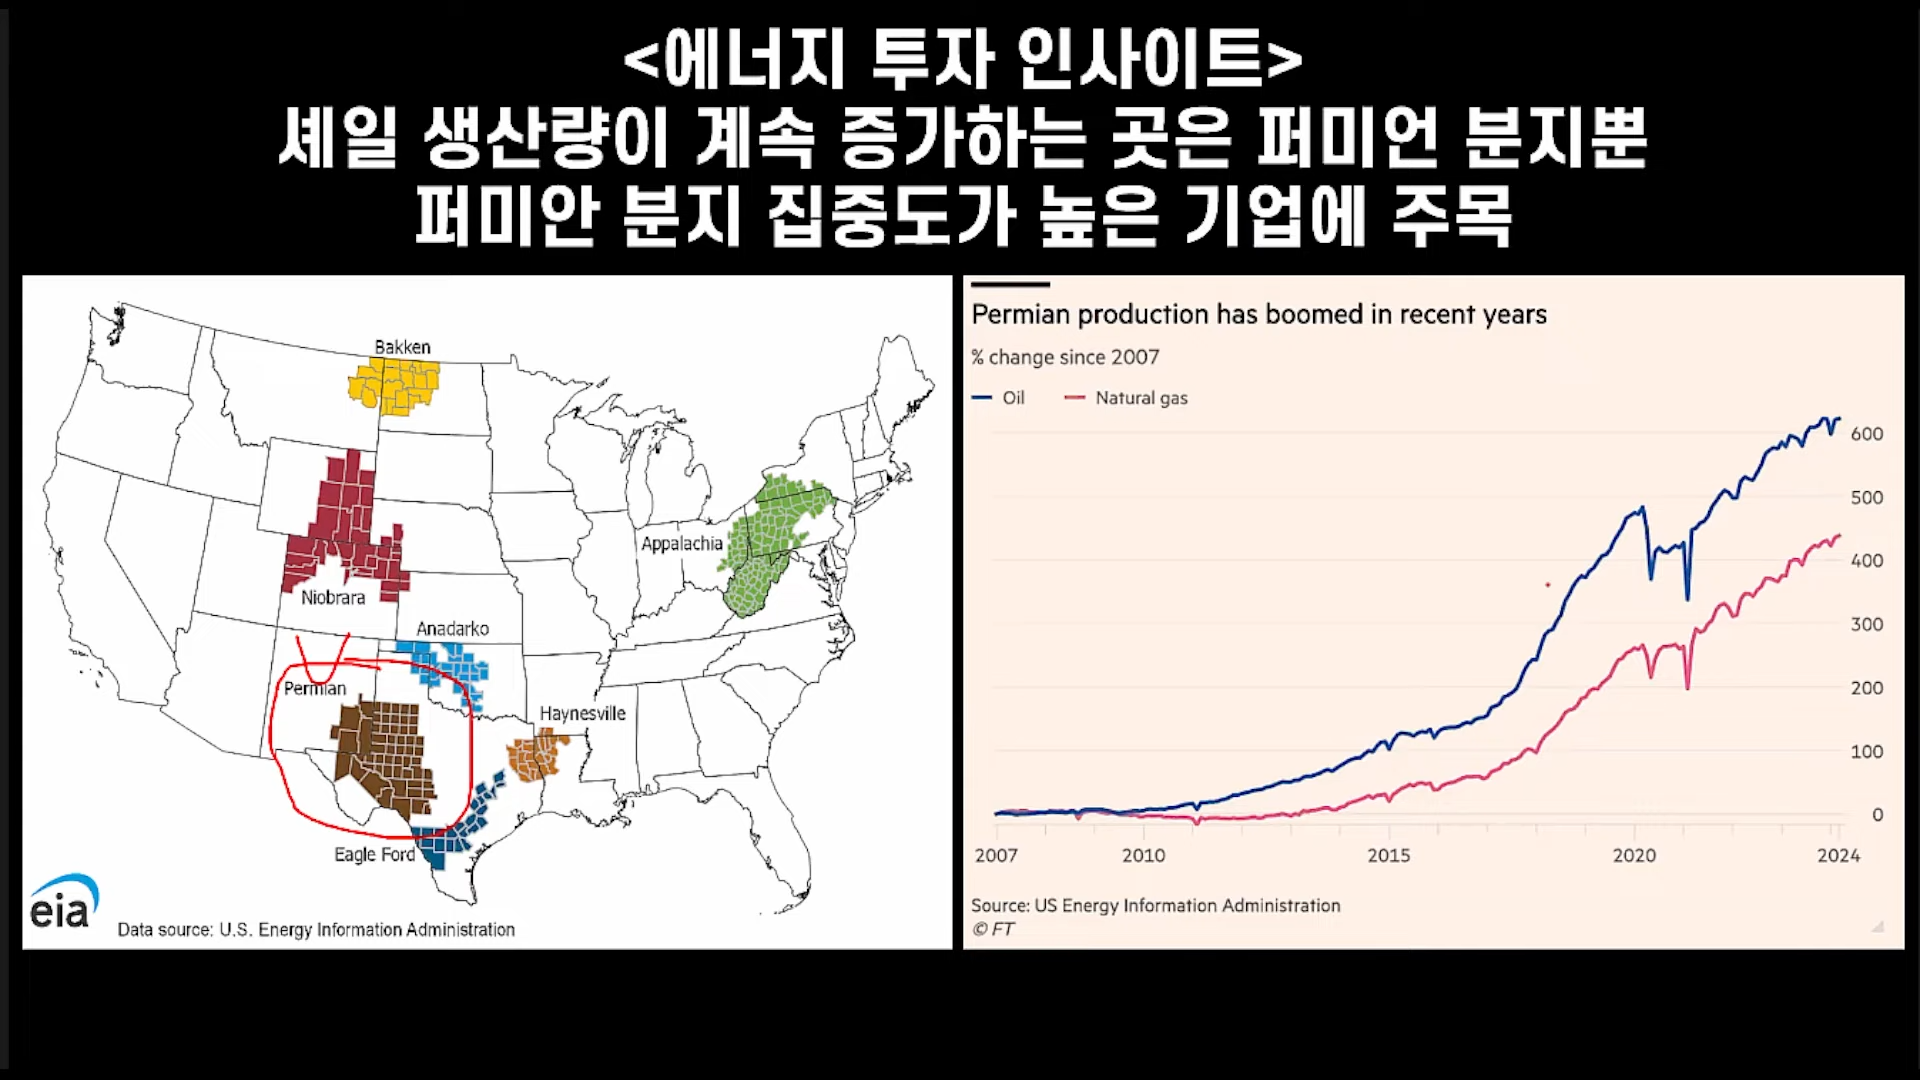 <에너지 투자 인사이트>
셰일 생산량이 계속 증가하는 곳은 퍼미언 분지뿐
퍼미안 분지 집중도가 높은 기업에 주목
Bakken
Niobrara
Appalachia
Anadarko
Permian
Haynesville
Eagle Ford
eia
Data source: U.S. Energy Information Administration
Permian production has boomed in recent years
% change since 2007
Oil
Natural gas
600
500
400
300
200
100
0
2007
2010
2015
2020
2024
Source: US Energy Information Administration
© FT